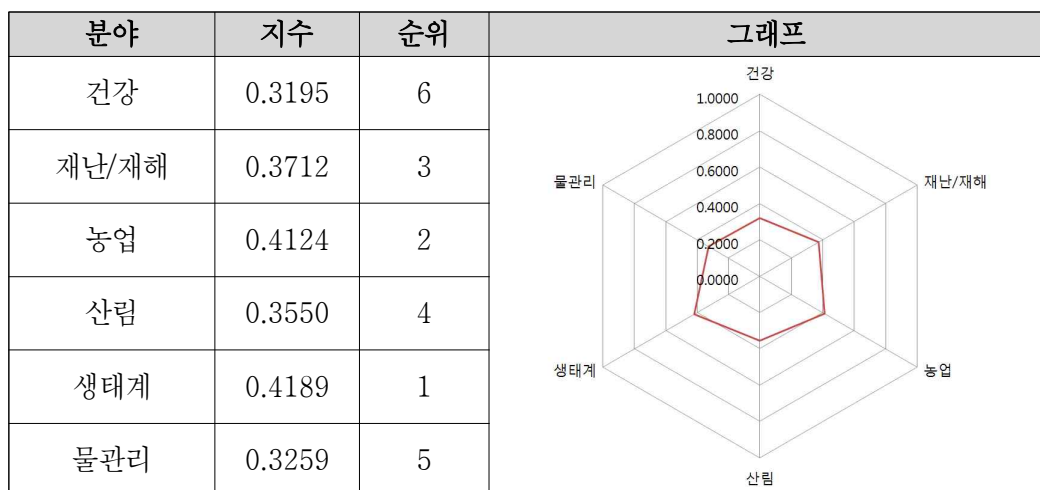 분야 지수 순위 그래프
건강 0.3195 6
재난/재해 0.3712 3
농업 0.4124 2
산림 0.3550 4
생태계 0.4189 1
물관리 0.3259 5
건강
1.0000
0.8000
0.6000
0.4000
0.2000
0.0000
물관리
재난/재해
생태계
농업
산림